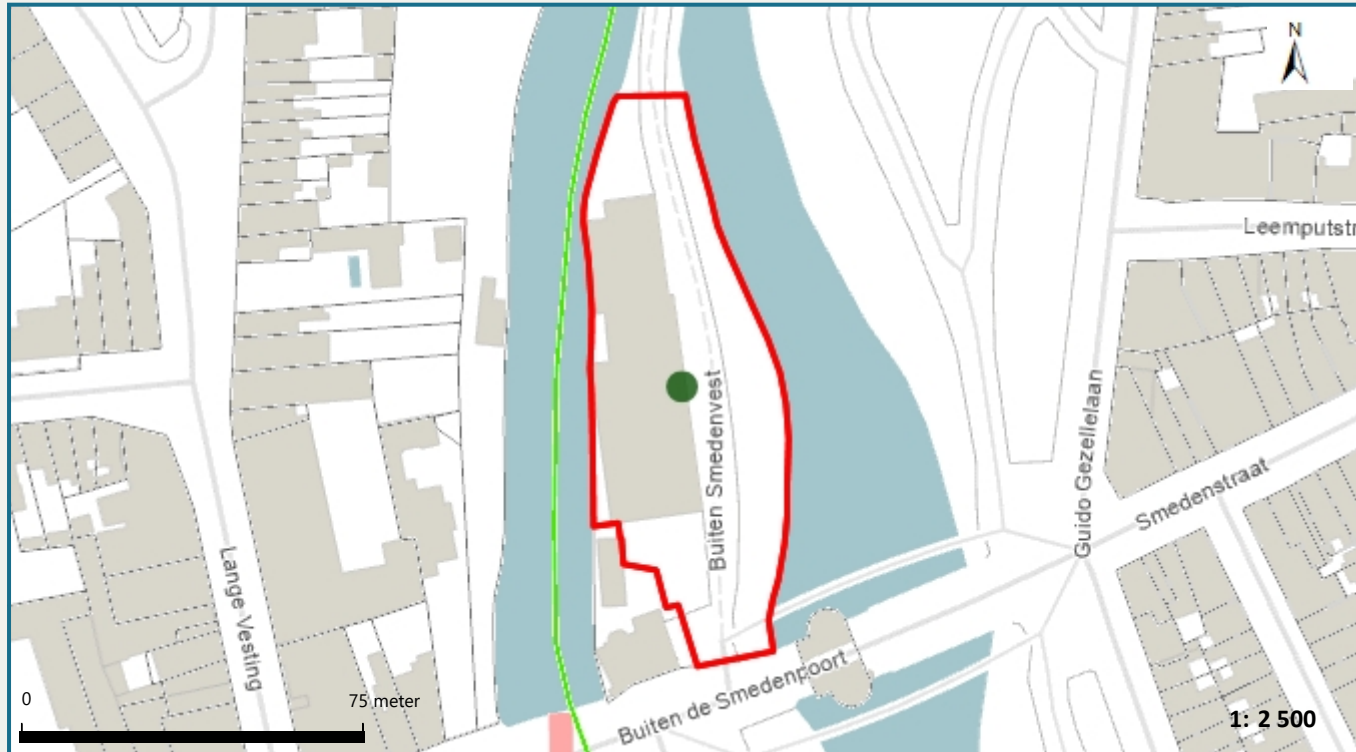 N
Leemputstr
Buiten Smedenvest
Guido Gezellelaan
Smedenstraat
Lange Vesting
Buiten de Smedenpoort
0
75 meter
1: 2 500